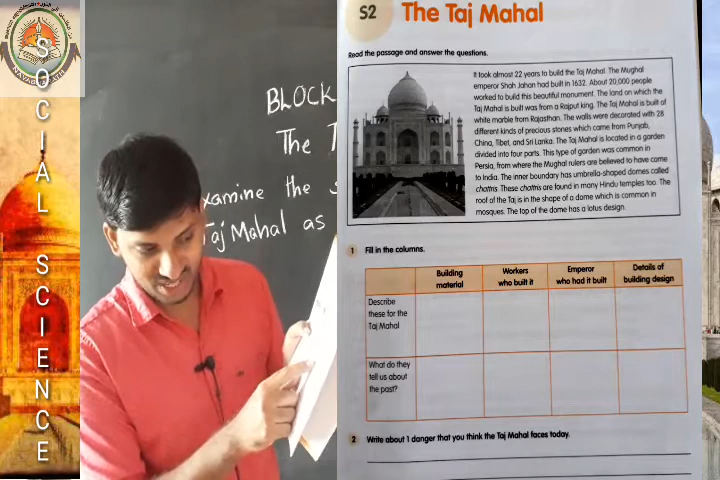 SOCIAL SCIENCE
BLOCK
The T
xamine the s
Taj Mahal as
S2 The Taj Mahal
Read the passage and answer the questions.
It took almost 22 years to build the Taj Mahal. The Mughal
emperor Shah Jahan had built in 1632. About 20,000 people
worked to build this beautiful monument. The land on which the
Taj Mahal is built was from a Rajput king. The Taj Mahal is built of
white marble from Rajasthan. The walls were decorated with 28
different kinds of precious stones which came from Punjab,
China, Tibet, and Sri Lanka. The Taj Mahal is located in a garden
divided into four parts. This type of garden was common in
Persia, from where the Mughal rulers are believed to have come
to India. The inner boundary has umbrella-shaped domes called
chattris. These chattris are found in many Hindu temples too. The
roof of the Taj is in the shape of a dome which is common in
mosques. The top of the dome has a lotus design.
1 Fill in the columns.
Building material
Workers who built it
Emperor who had it built
Details of building design
Describe
these for the
Taj Mahal
What do they
tell us about
the past?
2 Write about 1 danger that you think the Taj Mahal faces today.